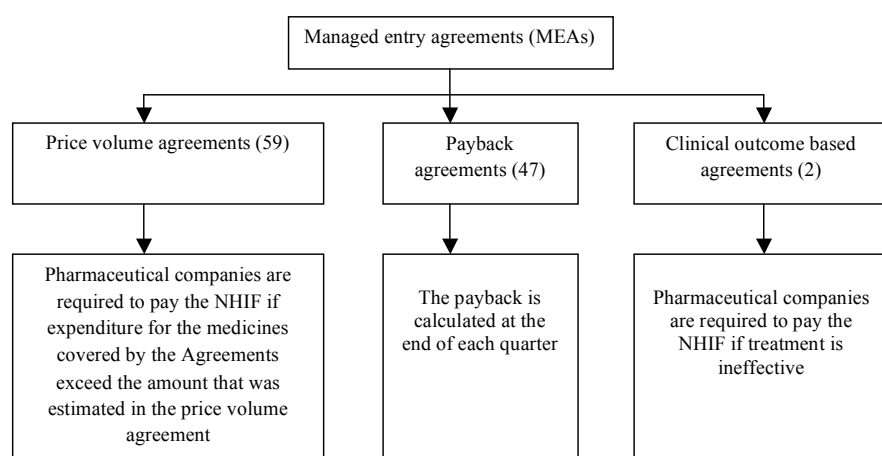 Managed entry agreements (MEAs)
Price volume agreements (59)
Payback
agreements (47)
Clinical outcome based
agreements (2)
Pharmaceutical companies are
required to pay the NHIF if
expenditure for the medicines
covered by the Agreements
exceed the amount that was
estimated in the price volume
agreement
The payback is
calculated at the
end of each quarter
Pharmaceutical companies
are required to pay the
NHIF if treatment is
ineffective